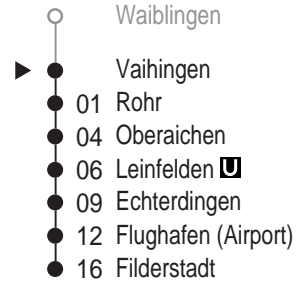 Waiblingen
Vaihingen
01 Rohr
04 Oberaichen
06 Leinfelden U
09 Echterdingen
12 Flughafen (Airport)
16 Filderstadt